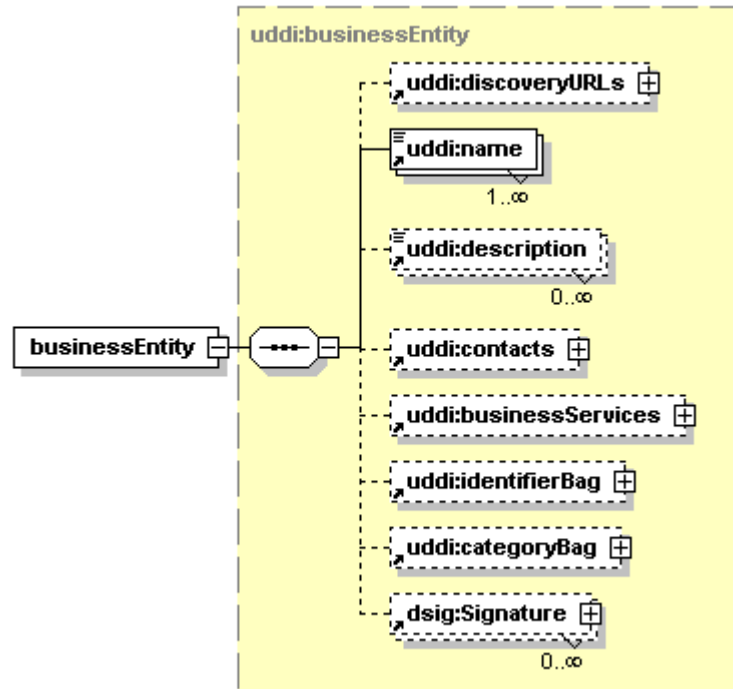 uddi:businessEntity
uddi:discoveryURLs
uddi:name
1..∞
uddi:description
0..∞
businessEntity
uddi:contacts
uddi:businessServices
uddi:identifierBag
uddi:categoryBag
dsig:Signature
0..∞